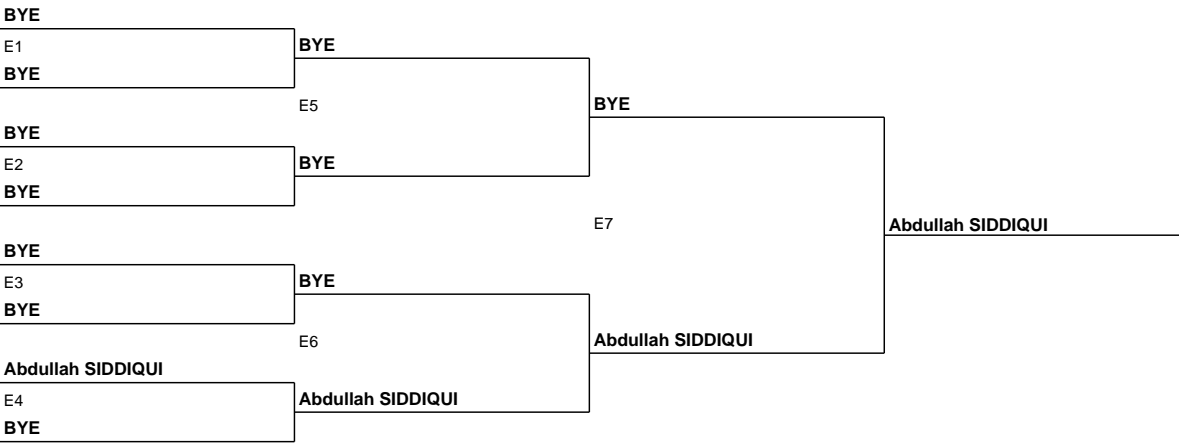 BYE
E1
BYE
BYE
E5
BYE
BYE
E2
BYE
BYE
E7
Abdullah SIDDIQUI
BYE
E3
BYE
BYE
E6
Abdullah SIDDIQUI
Abdullah SIDDIQUI
E4
Abdullah SIDDIQUI
BYE